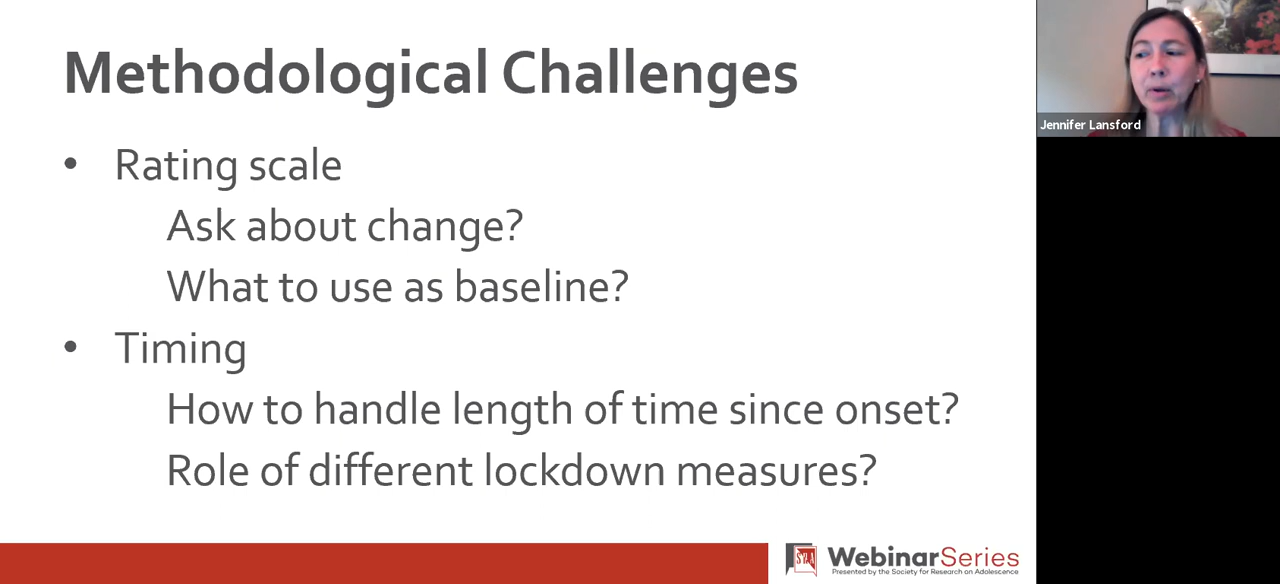 Methodological Challenges
• Rating scale
Ask about change?
What to use as baseline?
• Timing
How to handle length of time since onset?
Role of different lockdown measures?
Jennifer Lansford
WebinarSeries
Presented by the Society for Research on Adolescence